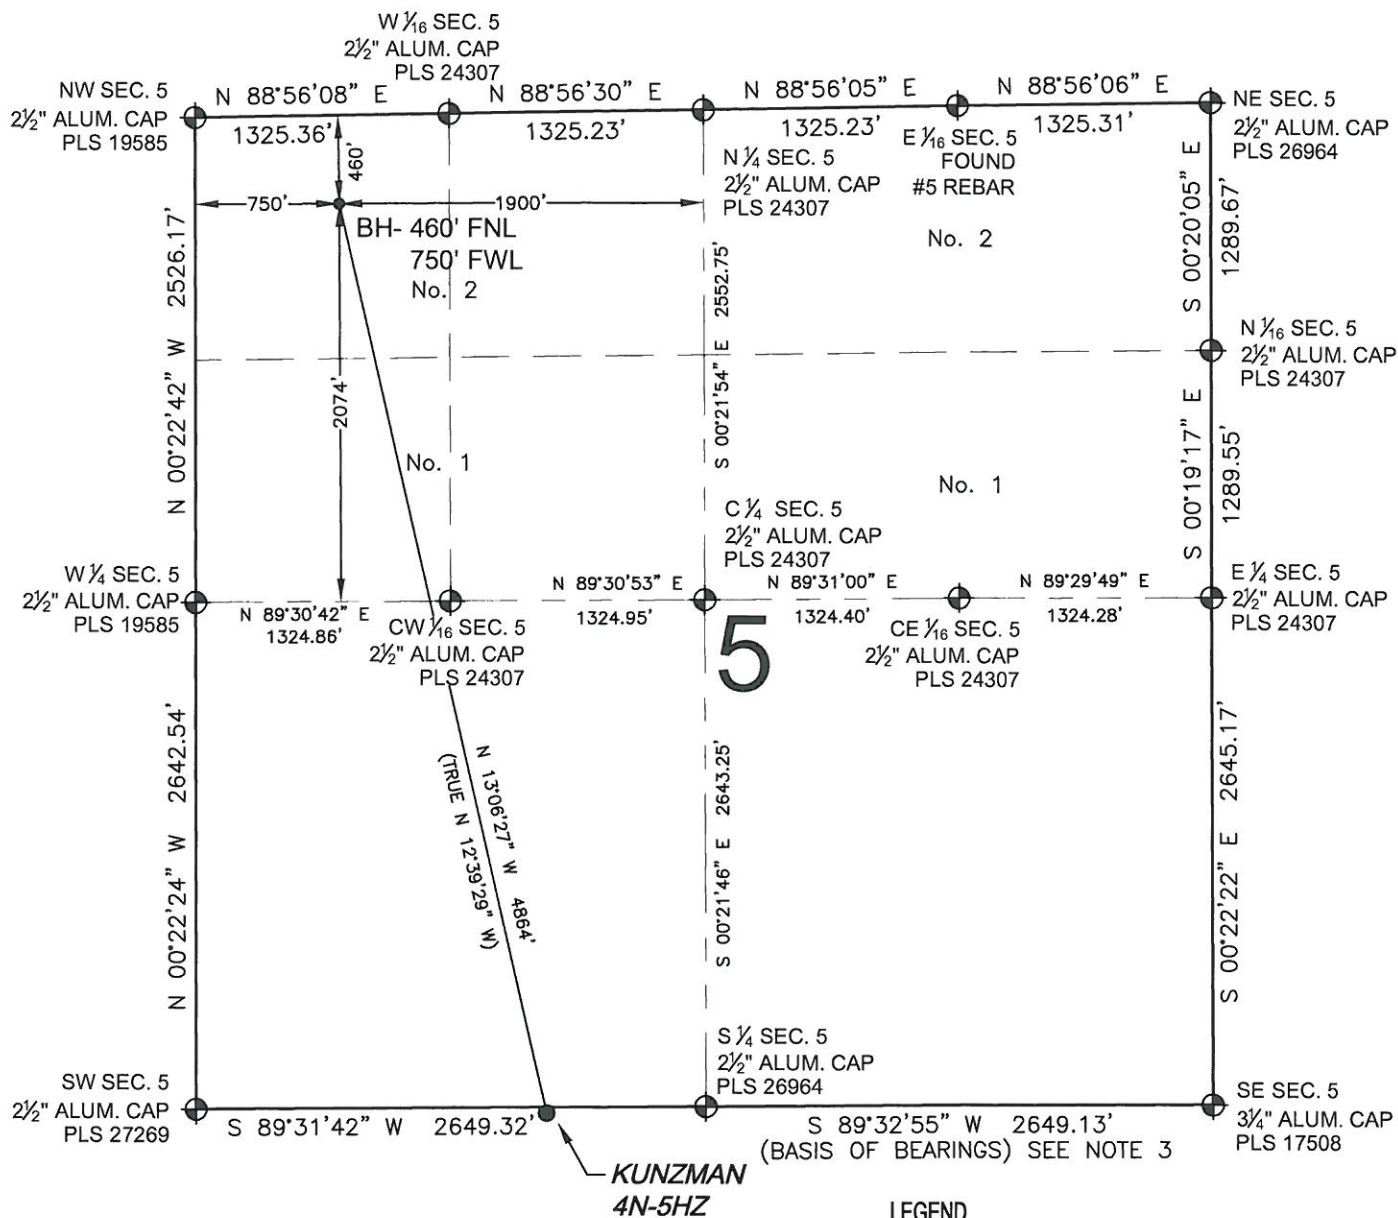 W 1/16 SEC. 5
2½" ALUM. CAP
PLS 24307
NW SEC. 5
2½" ALUM. CAP
PLS 19585
N 88°56'08" E
1325.36'
N 88°56'30" E
1325.23'
N 88°56'05" E
1325.23'
N 88°56'06" E
1325.31'
NE SEC. 5
2½" ALUM. CAP
PLS 26964
E 1/16 SEC. 5
FOUND
#5 REBAR
N ¼ SEC. 5
2½" ALUM. CAP
PLS 24307
460'
750'
1900'
BH- 460' FNL
750' FWL
No. 2
No. 2
N 00°22'42" W 2526.17'
2074'
S 00°21'54" E 2552.75'
S 00°20'05" E
1289.67'
N 1/16 SEC. 5
2½" ALUM. CAP
PLS 24307
No. 1
No. 1
S 00°19'17" E
1289.55'
C ¼ SEC. 5
2½" ALUM. CAP
PLS 24307
W ¼ SEC. 5
2½" ALUM. CAP
PLS 19585
N 89°30'42" E
1324.86'
N 89°30'53" E
1324.95'
N 89°31'00" E
1324.40'
N 89°29'49" E
1324.28'
E ¼ SEC. 5
2½" ALUM. CAP
PLS 24307
CW 1/16 SEC. 5
2½" ALUM. CAP
PLS 24307
5
CE 1/16 SEC. 5
2½" ALUM. CAP
PLS 24307
N 00°22'24" W 2642.54'
N 13°06'27" W 4864'
(TRUE N 12°39'29" W)
S 00°21'46" E 2643.25'
S 00°22'22" E 2645.17'
S ¼ SEC. 5
2½" ALUM. CAP
PLS 26964
SW SEC. 5
2½" ALUM. CAP
PLS 27269
S 89°31'42" W 2649.32'
S 89°32'55" W 2649.13'
(BASIS OF BEARINGS) SEE NOTE 3
SE SEC. 5
3¼" ALUM. CAP
PLS 17508
KUNZMAN
4N-5HZ
LEGEND